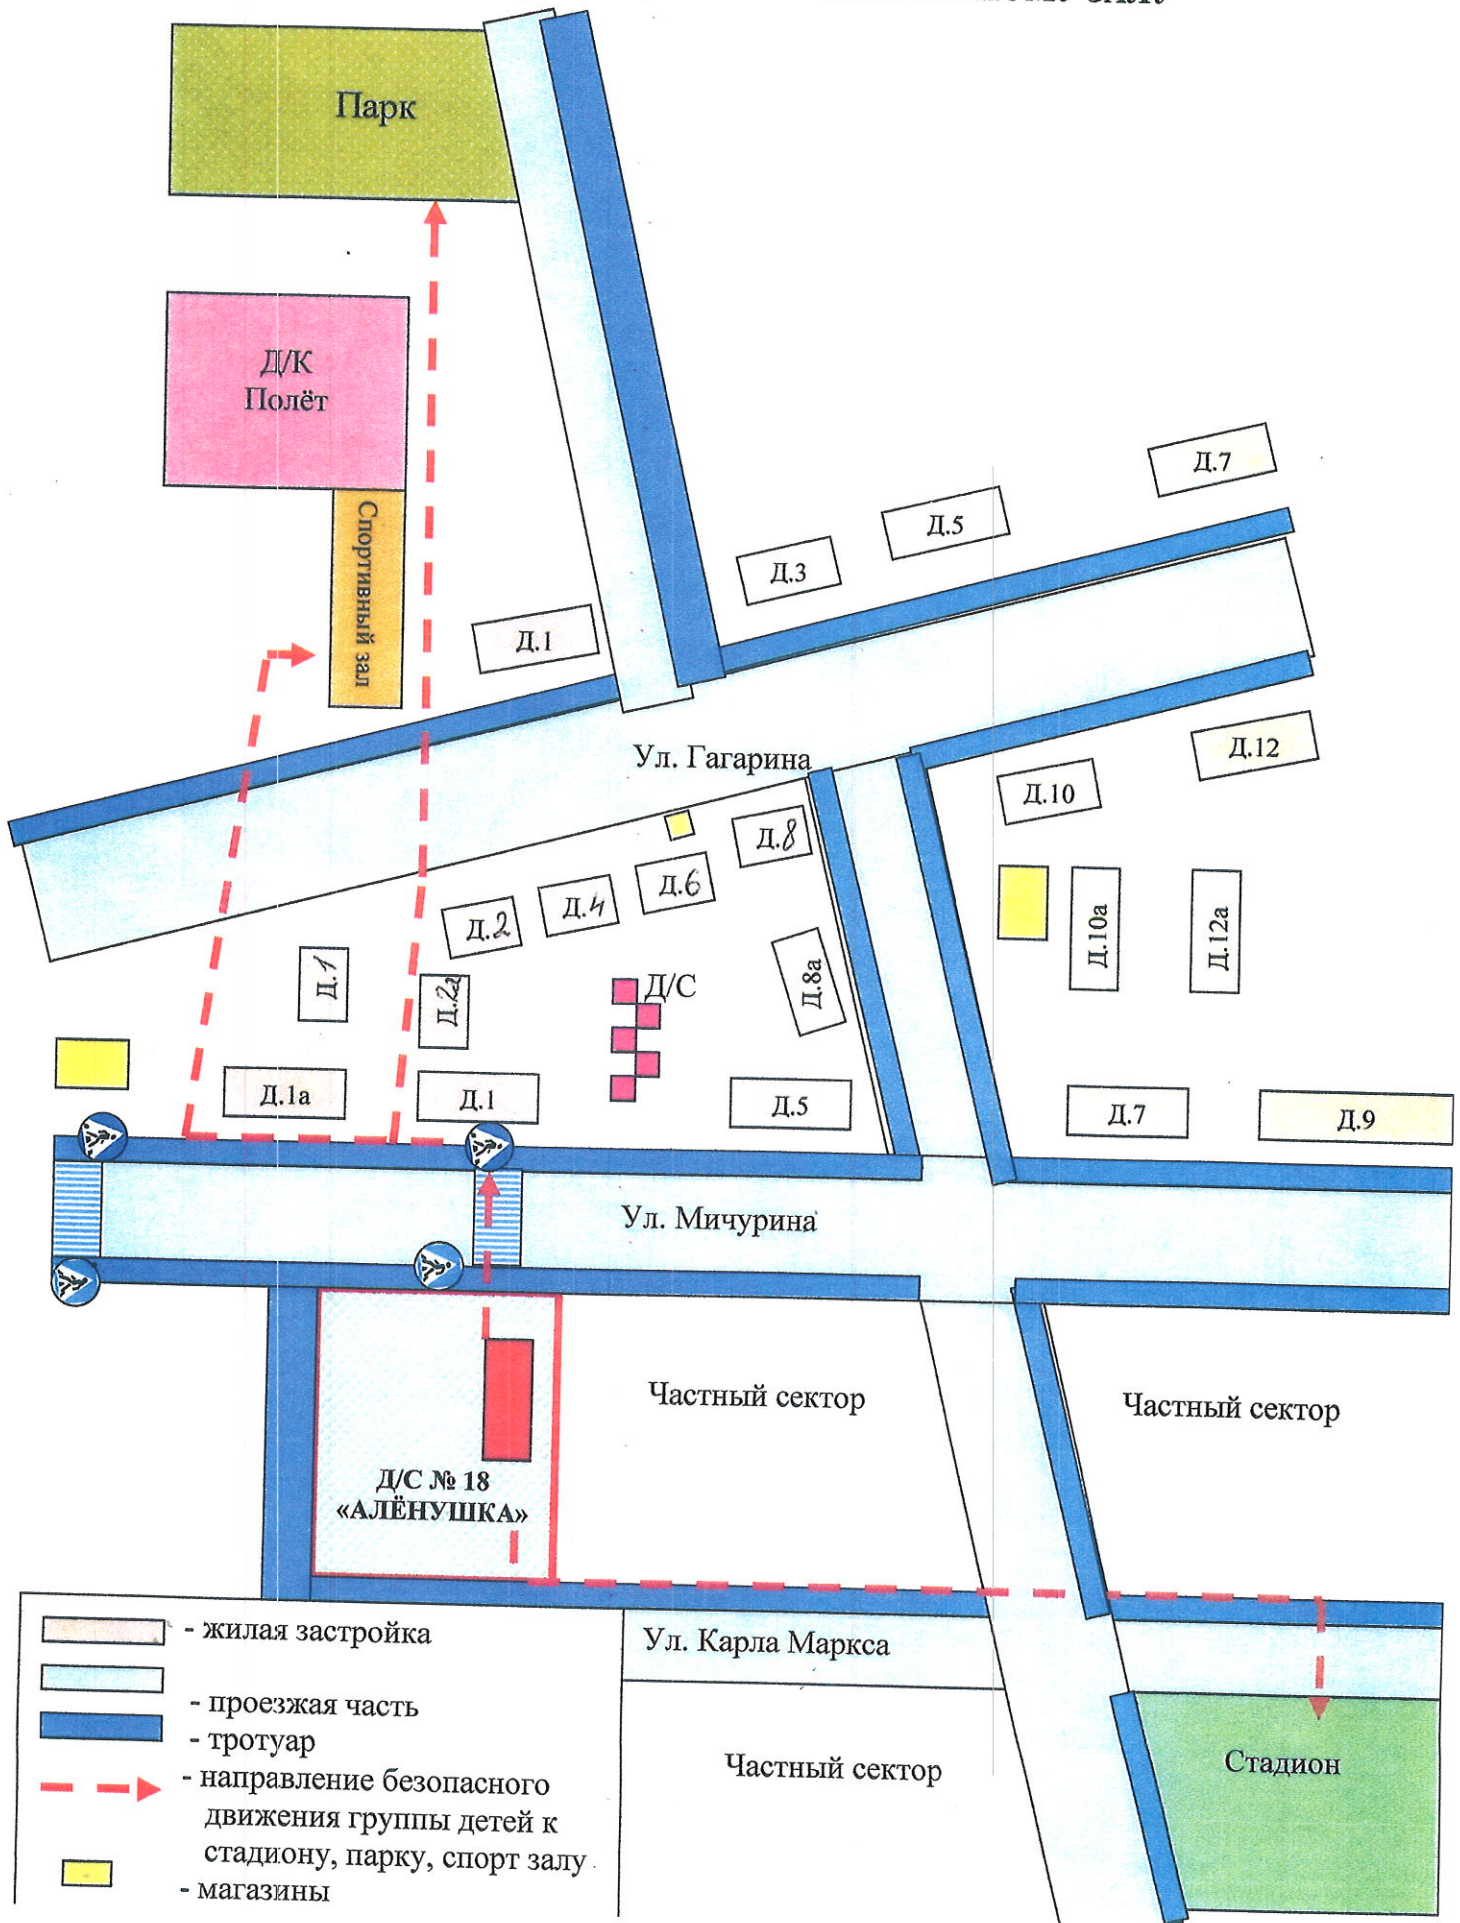 Парк
Д/К
Полёт
Спортивный зал
Д.7
Д.5
Д.3
Д.1
Ул. Гагарина
Д.12
Д.10
Д.8
Д.6
Д.4
Д.2
Д.10а
Д.12а
Д.1
Д.2а
Д/С
Д.8а
Д.1а
Д.1
Д.5
Д.7
Д.9
Ул. Мичурина
Частный сектор
Частный сектор
Д/С № 18
«АЛЁНУШКА»
- жилая застройка
- проезжая часть
- тротуар
- направление безопасного
движения группы детей к
стадиону, парку, спорт залу
- магазины
Ул. Карла Маркса
Частный сектор
Стадион